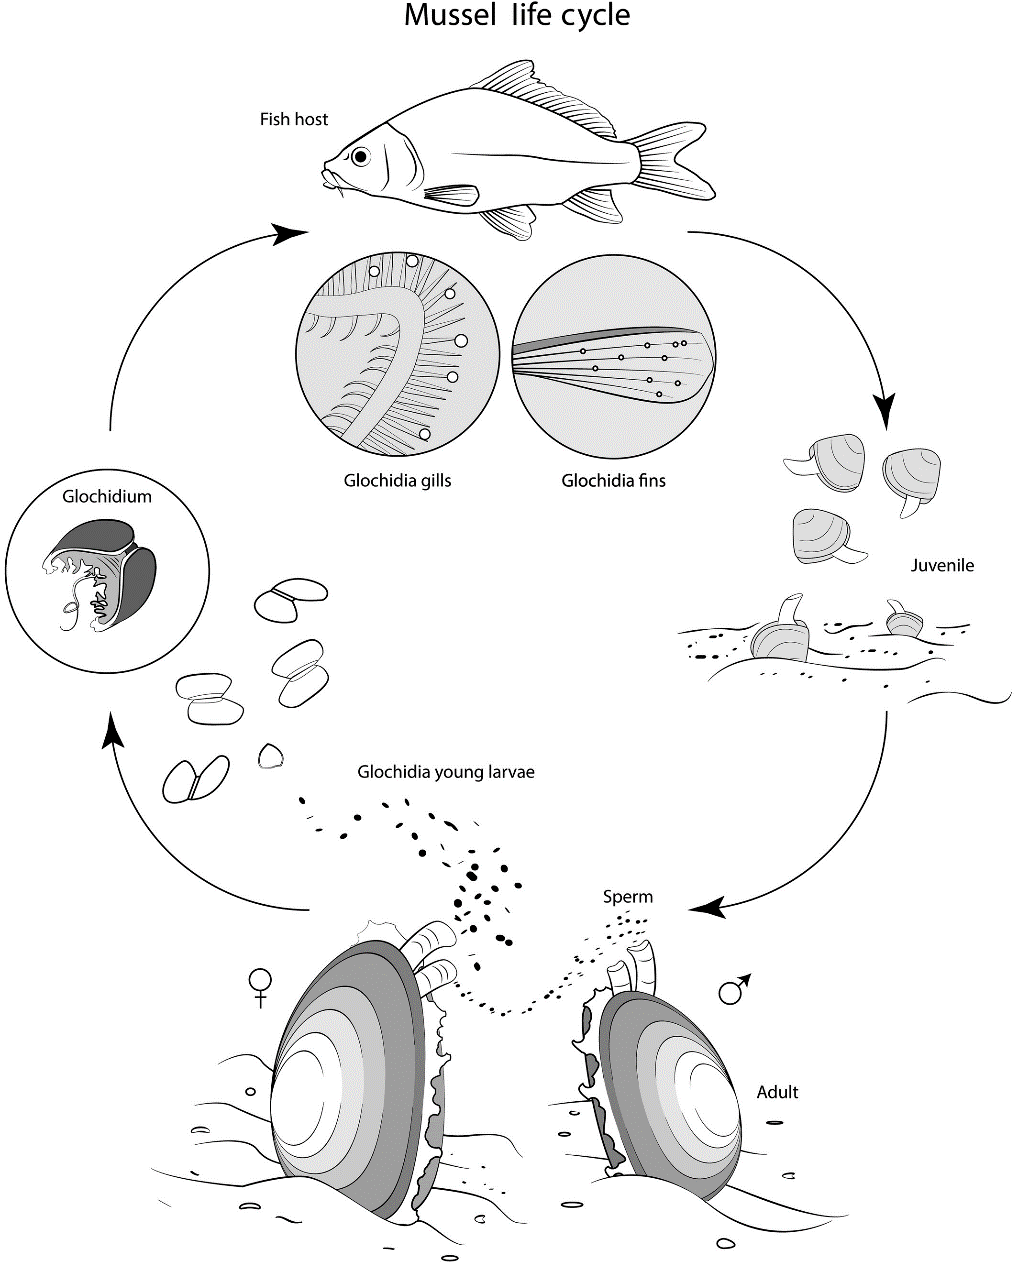 Mussel life cycle
Fish host
Glochidia gills
Glochidia fins
Glochidium
Juvenile
Glochidia young larvae
Sperm
Adult